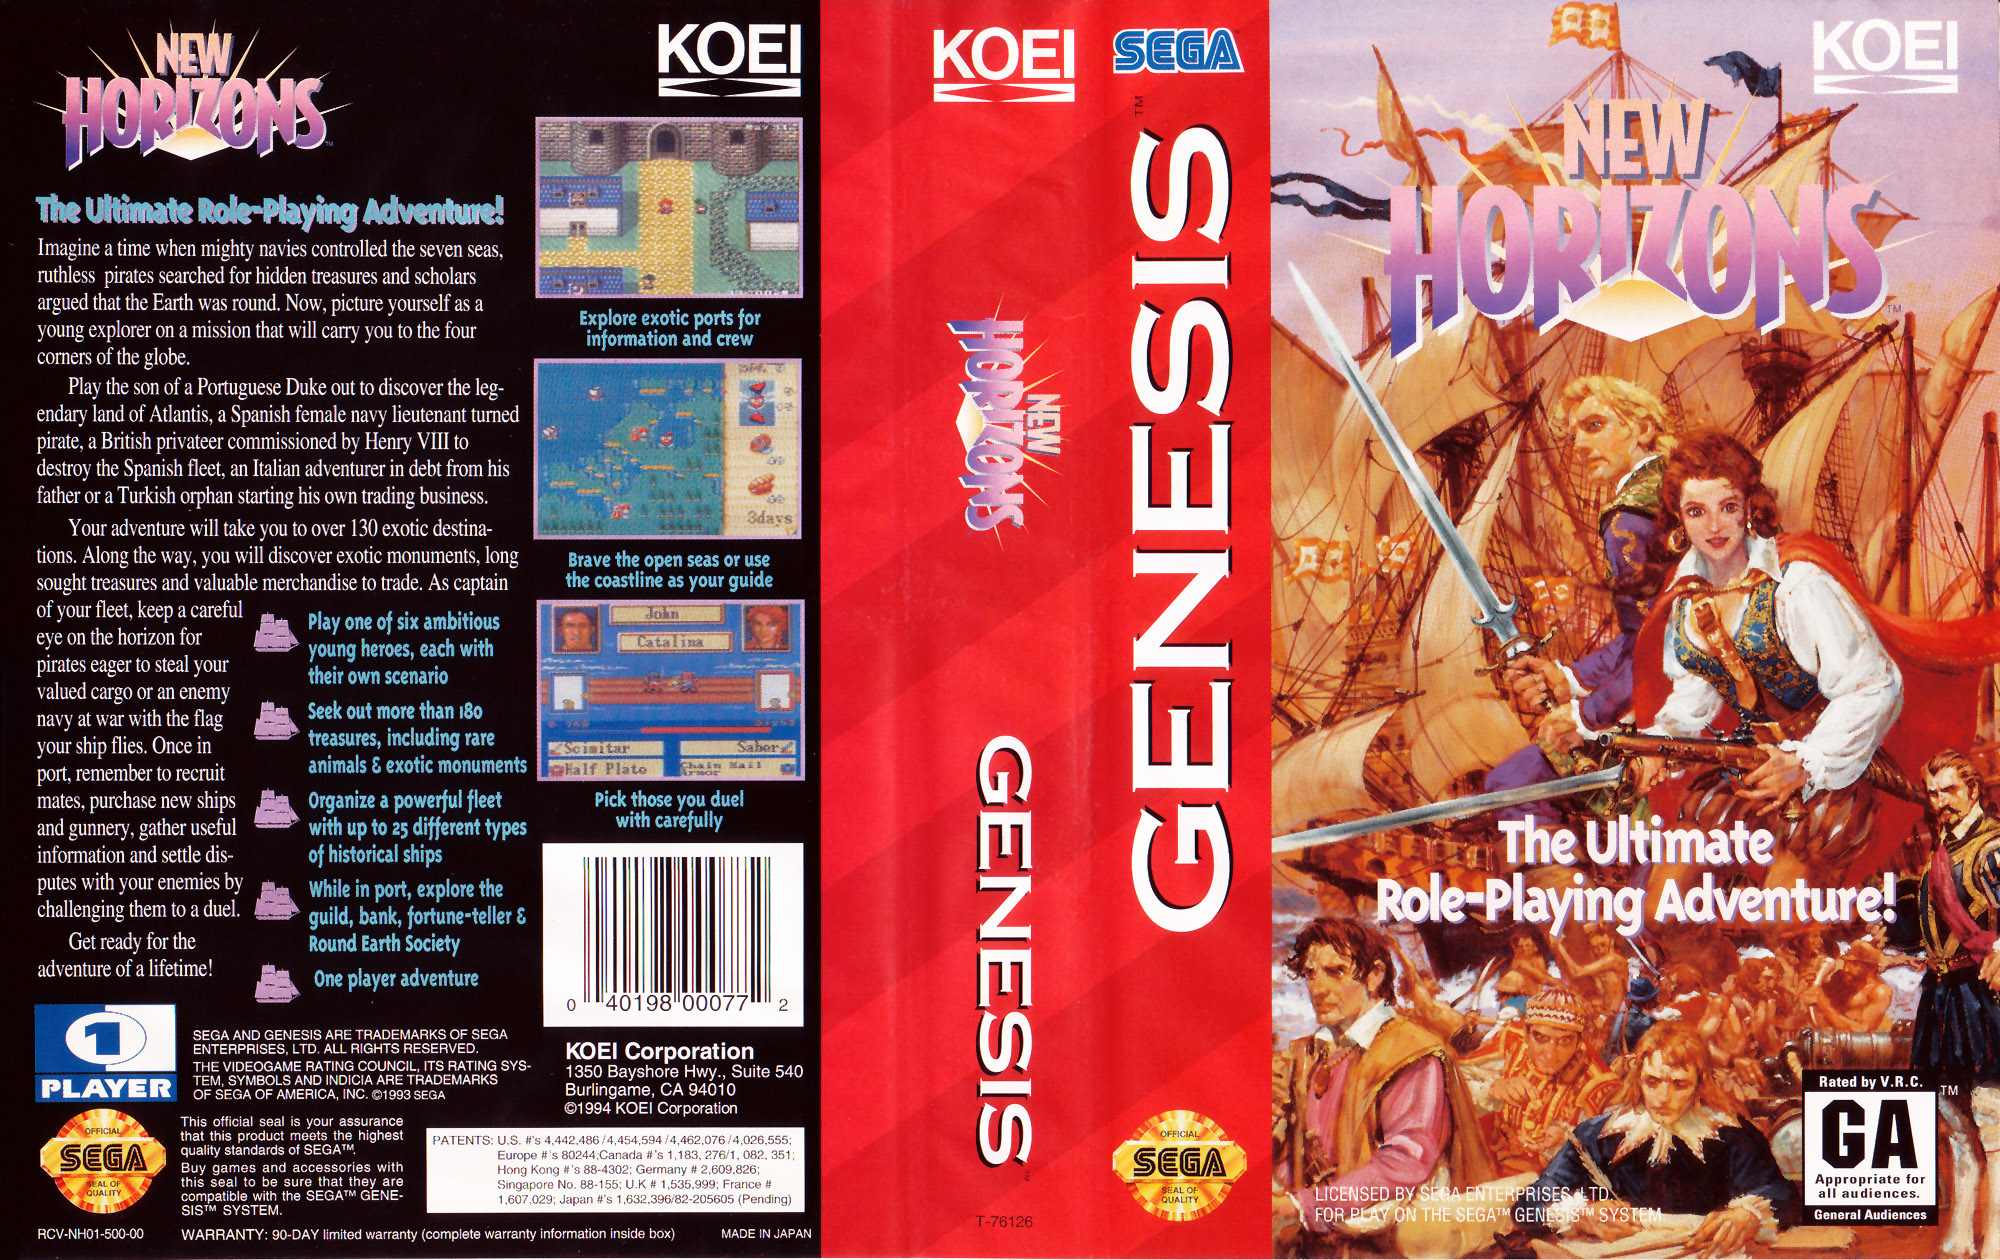 NEW
HORIZONS™
KOEI
The Ultimate Role-Playing Adventure!
Imagine a time when mighty navies controlled the seven seas,
ruthless pirates searched for hidden treasures and scholars
argued that the Earth was round. Now, picture yourself as a
young explorer on a mission that will carry you to the four
corners of the globe.
Play the son of a Portuguese Duke out to discover the leg-
endary land of Atlantis, a Spanish female navy lieutenant turned
pirate, a British privateer commissioned by Henry VIII to
destroy the Spanish fleet, an Italian adventurer in debt from his
father or a Turkish orphan starting his own trading business.
Your adventure will take you to over 130 exotic destina-
tions. Along the way, you will discover exotic monuments, long
sought treasures and valuable merchandise to trade. As captain
of your fleet, keep a careful
eye on the horizon for
pirates eager to steal your
valued cargo or an enemy
navy at war with the flag
your ship flies. Once in
port, remember to recruit
mates, purchase new ships
and gunnery, gather useful
information and settle dis-
putes with your enemies by
challenging them to a duel.
Get ready for the
adventure of a lifetime!
Play one of six ambitious
young heroes, each with
their own scenario
Seek out more than 180
treasures, including rare
animals & exotic monuments
Organize a powerful fleet
with up to 25 different types
of historical ships
While in port, explore the
guild, bank, fortune-teller &
Round Earth Society
One player adventure
Explore exotic ports for
information and crew
3days
Brave the open seas or use
the coastline as your guide
John
Catalina
Scimitar
Saber
Half Plate
Chain Mail
Armor
Pick those you duel
with carefully
0 40198 00077 2
KOEI Corporation
1350 Bayshore Hwy., Suite 540
Burlingame, CA 94010
©1994 KOEI Corporation
1
PLAYER
SEGA AND GENESIS ARE TRADEMARKS OF SEGA
ENTERPRISES, LTD. ALL RIGHTS RESERVED.
THE VIDEOGAME RATING COUNCIL, ITS RATING SYS-
TEM, SYMBOLS AND INDICIA ARE TRADEMARKS
OF SEGA OF AMERICA, INC. ©1993 SEGA
OFFICIAL
SEGA
SEAL OF
QUALITY
This official seal is your assurance
that this product meets the highest
quality standards of SEGA™.
Buy games and accessories with
this seal to be sure that they are
compatible with the SEGA™ GENE-
SIS™ SYSTEM.
PATENTS: U.S. #'s 4,442,486/4,454,594/4,462,076/4,026,555;
Europe #'s 80244;Canada #'s 1,183, 276/1, 082, 351;
Hong Kong #'s 88-4302; Germany # 2,609,826;
Singapore No. 88-155; U.K # 1,535,999; France #
1,607,029; Japan #'s 1,632,396/82-205605 (Pending)
RCV-NH01-500-00
WARRANTY: 90-DAY limited warranty (complete warranty information inside box)
MADE IN JAPAN
KOEI
NEW
HORIZONS
GENESIS™
T-76126
SEGA
GENESIS™
OFFICIAL
SEGA
SEAL OF
QUALITY
KOEI
NEW
HORIZONS™
The Ultimate
Role-Playing Adventure!
LICENSED BY SEGA ENTERPRISES, LTD.
FOR PLAY ON THE SEGA™ GENESIS™ SYSTEM.
Rated by V.R.C.
GA
™
Appropriate for
all audiences.
General Audiences